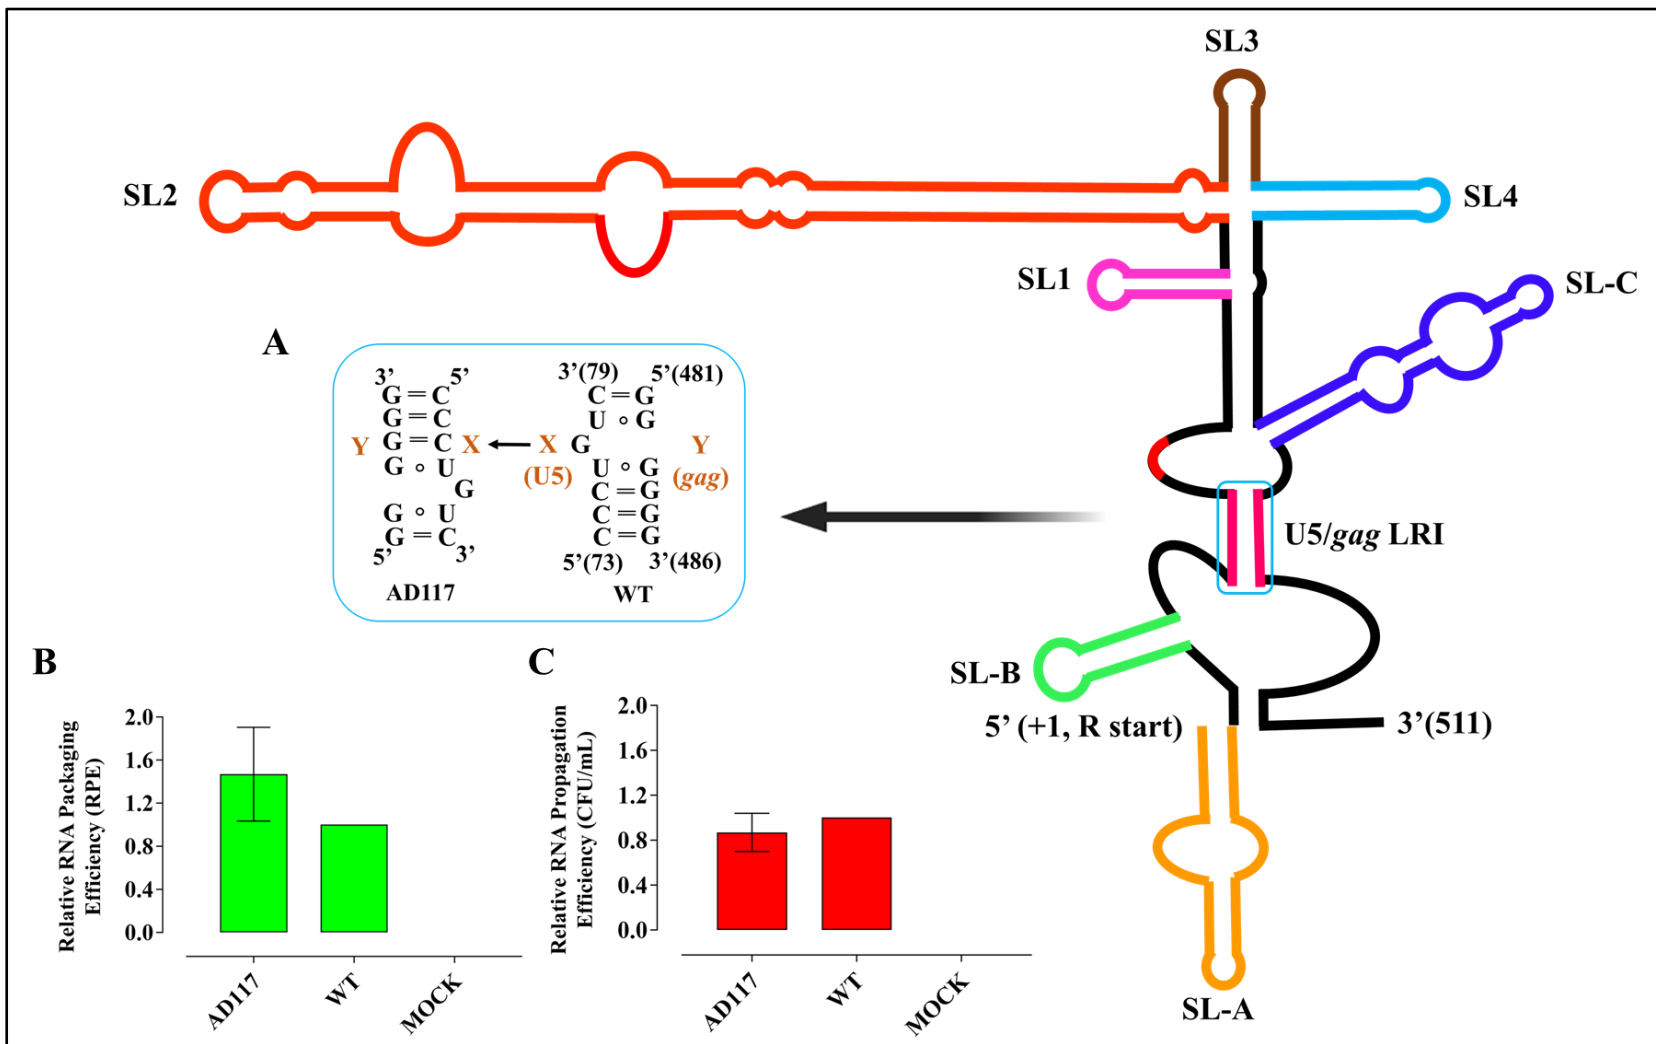 SL3
SL2
SL4
SL1
SL-C
A
3’ 5’
G = C
G = C
Y G = C X
G ∘ U
G
G ∘ U
G = C
5’ 3’
AD117
3’(79) 5’(481)
C = G
U ∘ G
X G Y
(U5) (gag)
U ∘ G
C = G
C = G
C = G
5’(73) 3’(486)
WT
U5/gag LRI
SL-B
5’ (+1, R start)
3’(511)
SL-A
B
Relative RNA Packaging
Efficiency (RPE)
2.0
1.6
1.2
0.8
0.4
0.0
AD117
WT
MOCK
C
Relative RNA Propagation
Efficiency (CFU/mL)
2.0
1.6
1.2
0.8
0.4
0.0
AD117
WT
MOCK